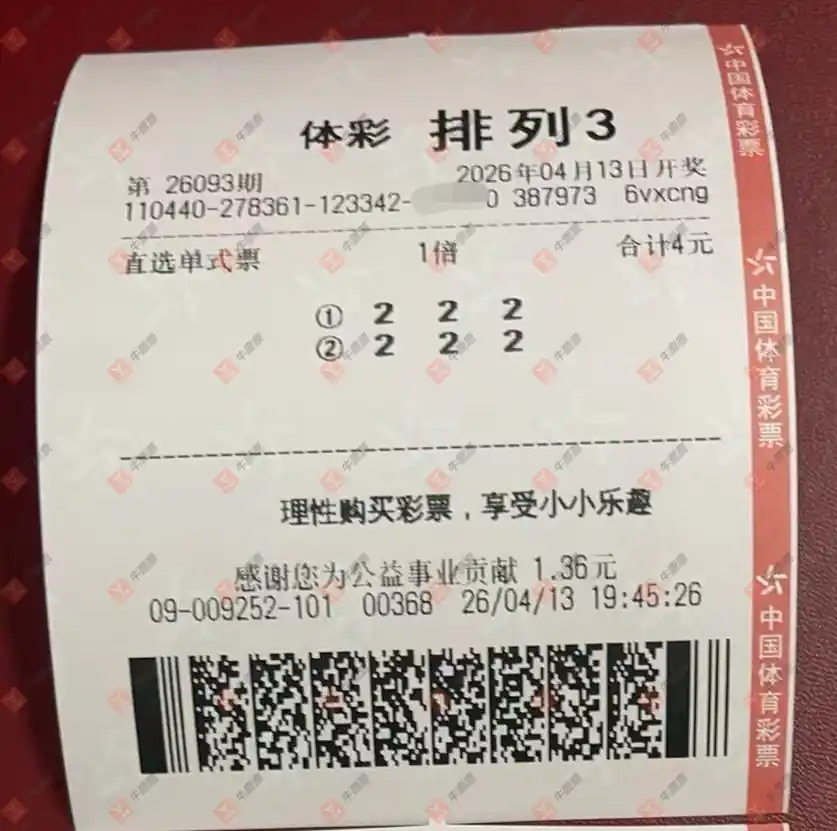 体彩 排列3
第 26093期 2026年04月13日开奖
110440-278361-123342- 0 387973 6vxcng
直选单式票 1倍 合计4元
① 2 2 2
② 2 2 2
理性购买彩票，享受小小乐趣
感谢您为公益事业贡献 1.36元
09-009252-101 00368 26/04/13 19:45:26
中国体育彩票
中国体育彩票
中国体育彩票